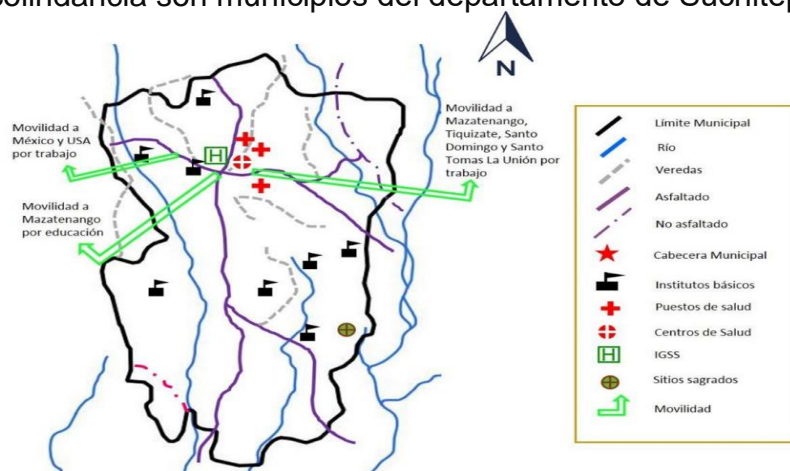 colindancia son municipios del departamento de Suchitep
N
Movilidad a
México y USA
por trabajo
Movilidad a
Mazatenango
por educación
Movilidad a
Mazatenango,
Tiquizate, Santo
Domingo y Santo
Tomas La Unión por
trabajo
Límite Municipal
Río
Veredas
Asfaltado
No asfaltado
Cabecera Municipal
Institutos básicos
Puestos de salud
Centros de Salud
H
IGSS
Sitios sagrados
Movilidad
H